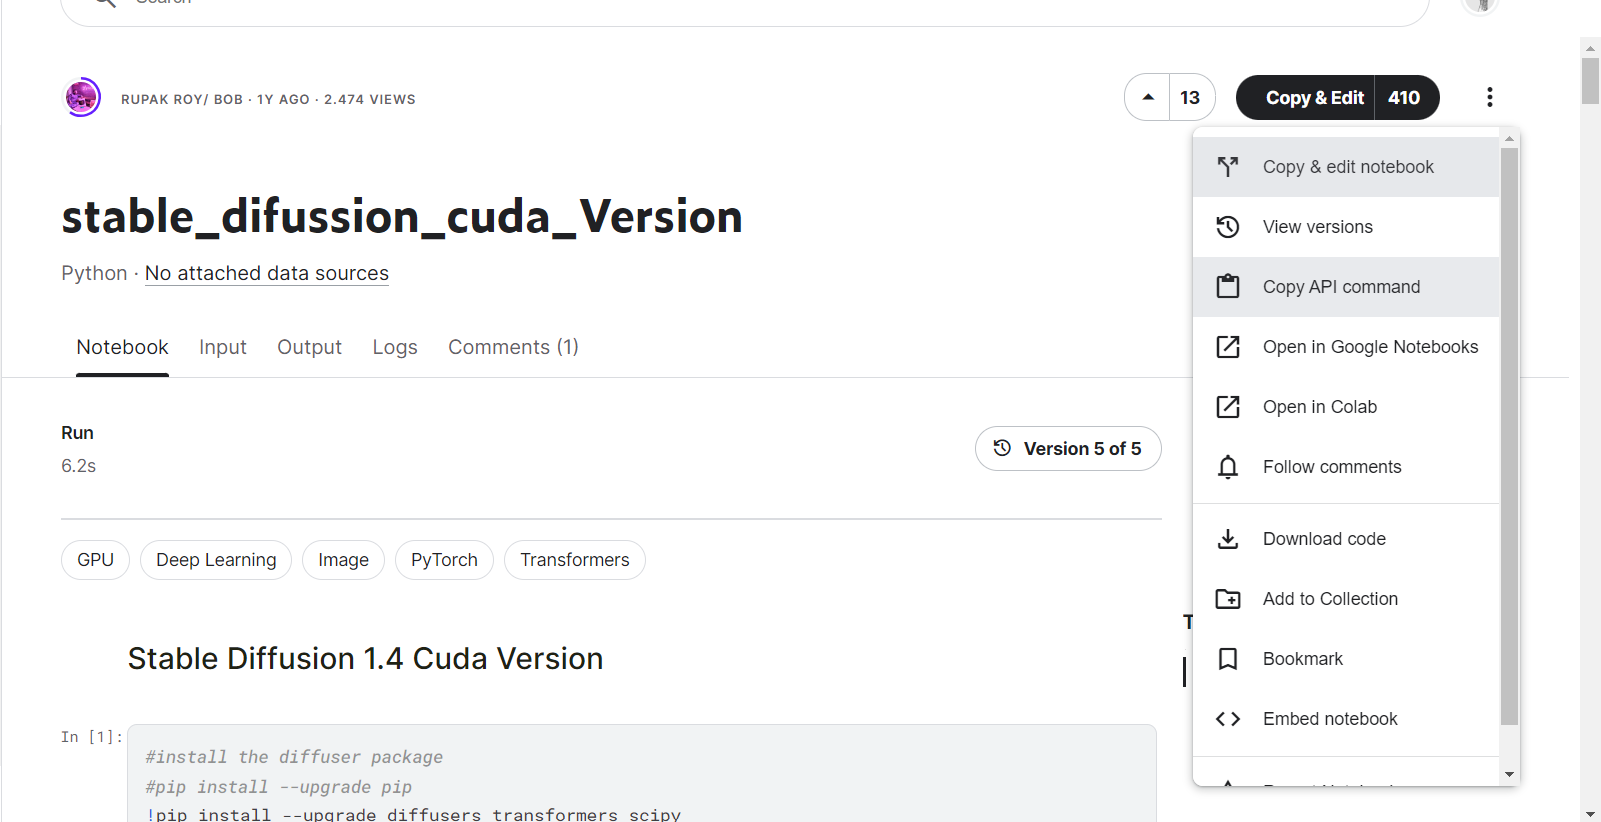 Search
RUPAK ROY/ BOB · 1Y AGO · 2.474 VIEWS
13
Copy & Edit 410
stable_difussion_cuda_Version
Python · No attached data sources
Notebook Input Output Logs Comments (1)
Run
6.2s
Version 5 of 5
GPU Deep Learning Image PyTorch Transformers
Stable Diffusion 1.4 Cuda Version
In [1]:
#install the diffuser package
#pip install --upgrade pip
!pip install --upgrade diffusers transformers scipy
T
Copy & edit notebook
View versions
Copy API command
Open in Google Notebooks
Open in Colab
Follow comments
Download code
Add to Collection
Bookmark
Embed notebook